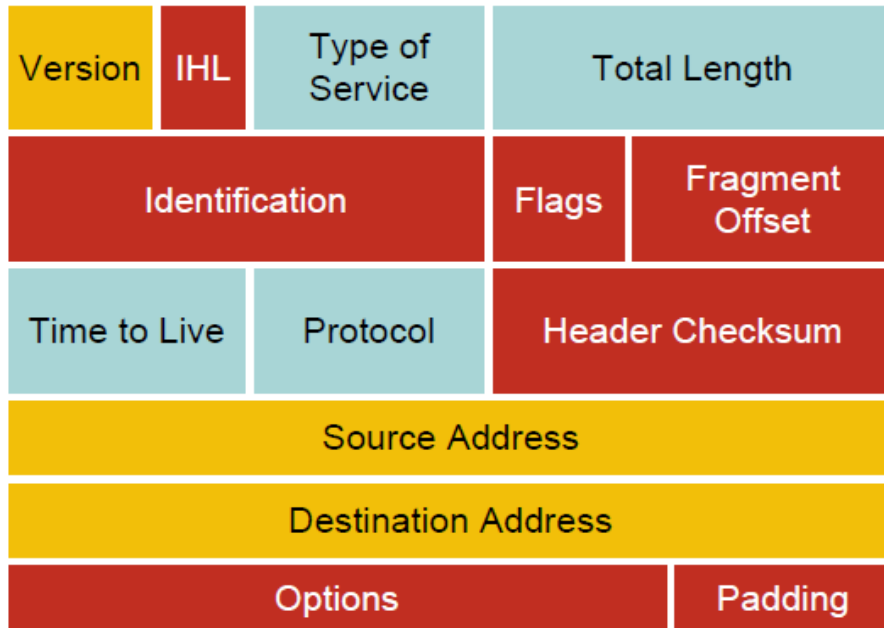 Version
IHL
Type of
Service
Total Length
Identification
Flags
Fragment
Offset
Time to Live
Protocol
Header Checksum
Source Address
Destination Address
Options
Padding